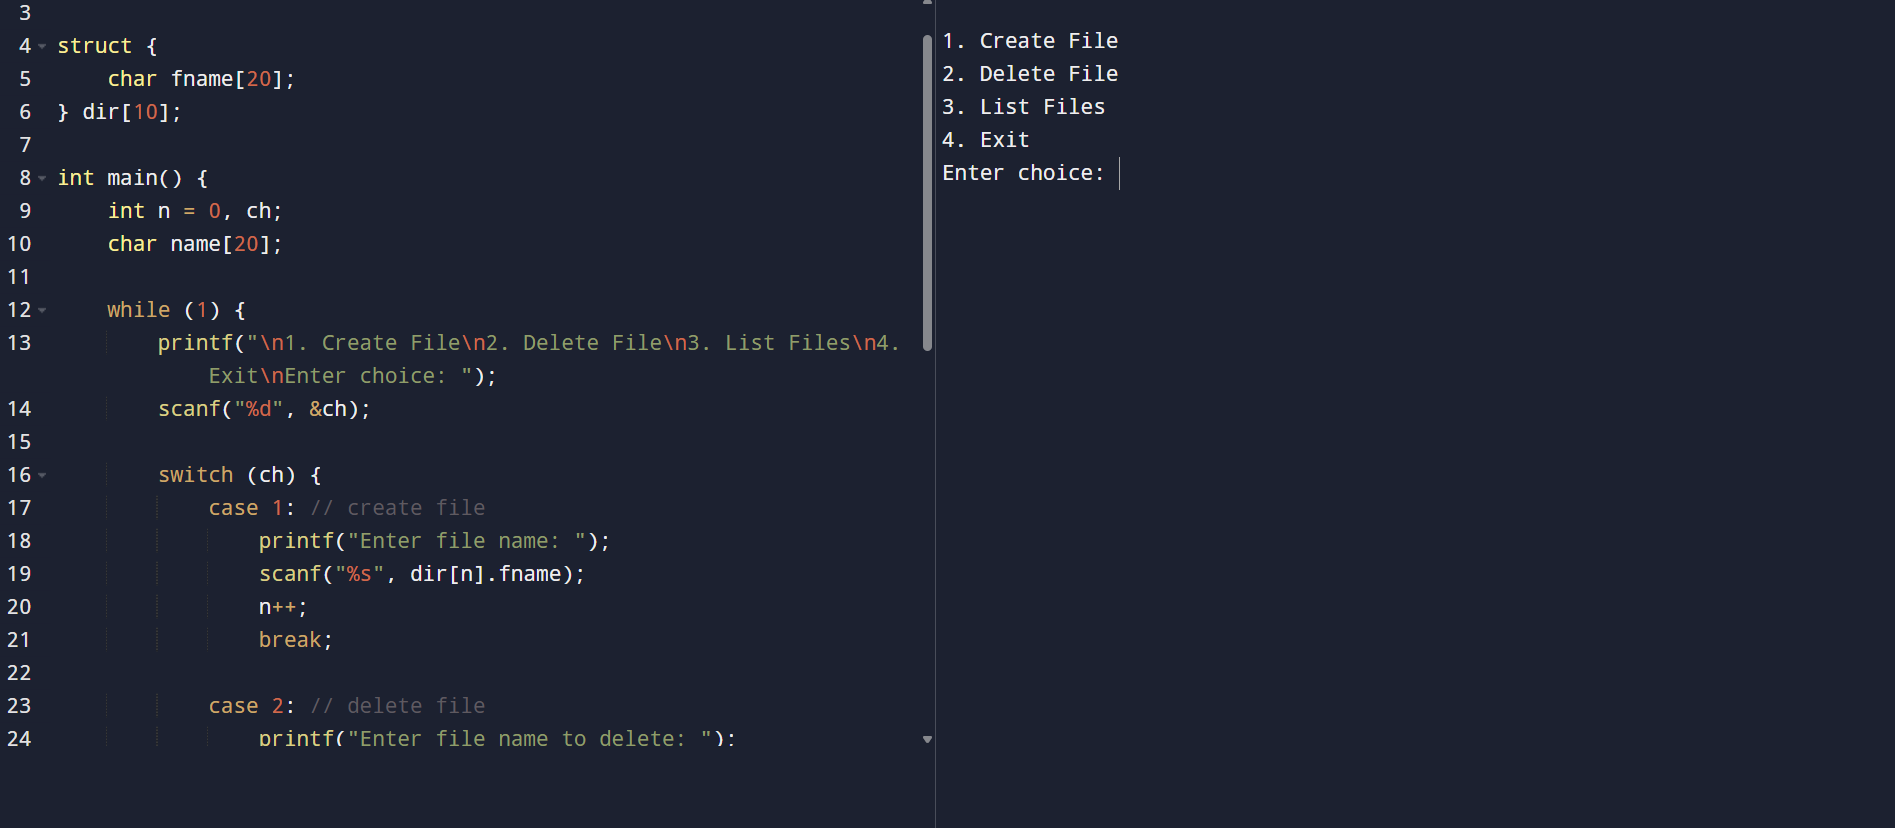 3
4 struct {
5     char fname[20];
6 } dir[10];
7
8 int main() {
9     int n = 0, ch;
10     char name[20];
11
12     while (1) {
13         printf("\n1. Create File\n2. Delete File\n3. List Files\n4.
            Exit\nEnter choice: ");
14         scanf("%d", &ch);
15
16         switch (ch) {
17             case 1: // create file
18                 printf("Enter file name: ");
19                 scanf("%s", dir[n].fname);
20                 n++;
21                 break;
22
23             case 2: // delete file
24                 printf("Enter file name to delete: ");
1. Create File
2. Delete File
3. List Files
4. Exit
Enter choice: